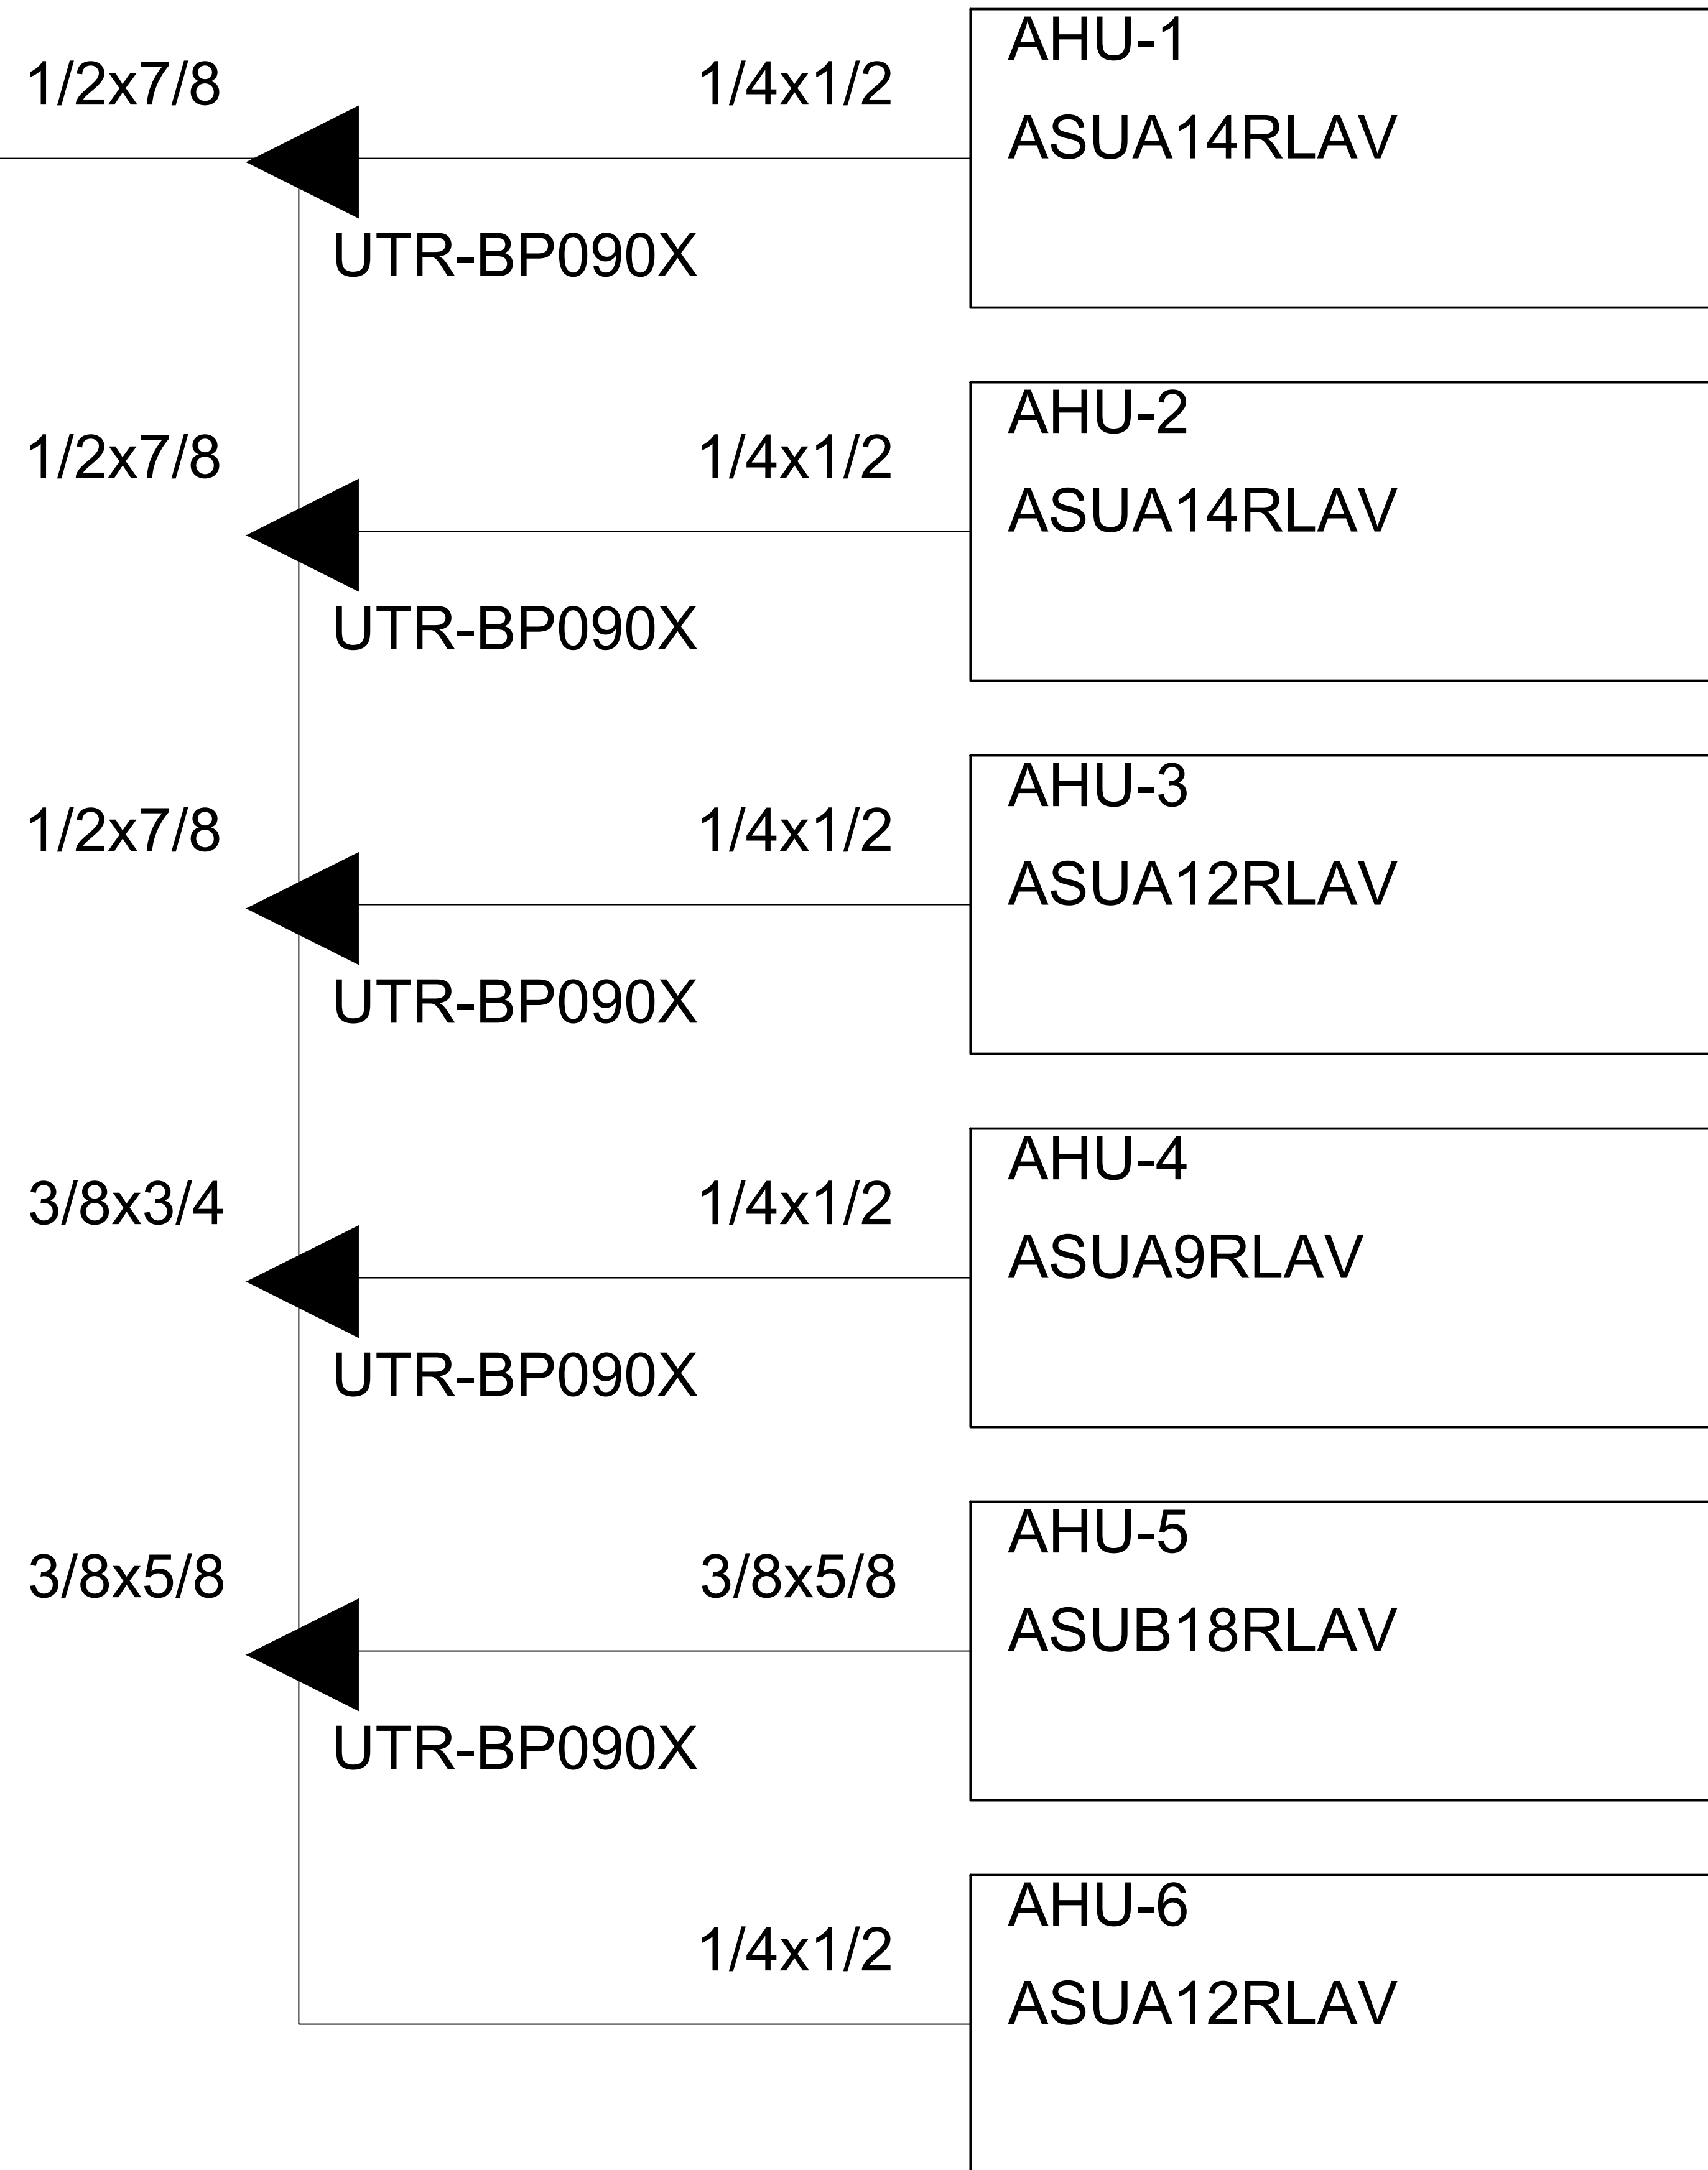 AHU-1
1/2x7/8
1/4x1/2
ASUA14RLAV
UTR-BP090X
AHU-2
1/2x7/8
1/4x1/2
ASUA14RLAV
UTR-BP090X
AHU-3
1/2x7/8
1/4x1/2
ASUA12RLAV
UTR-BP090X
AHU-4
3/8x3/4
1/4x1/2
ASUA9RLAV
UTR-BP090X
AHU-5
3/8x5/8
3/8x5/8
ASUB18RLAV
UTR-BP090X
AHU-6
1/4x1/2
ASUA12RLAV